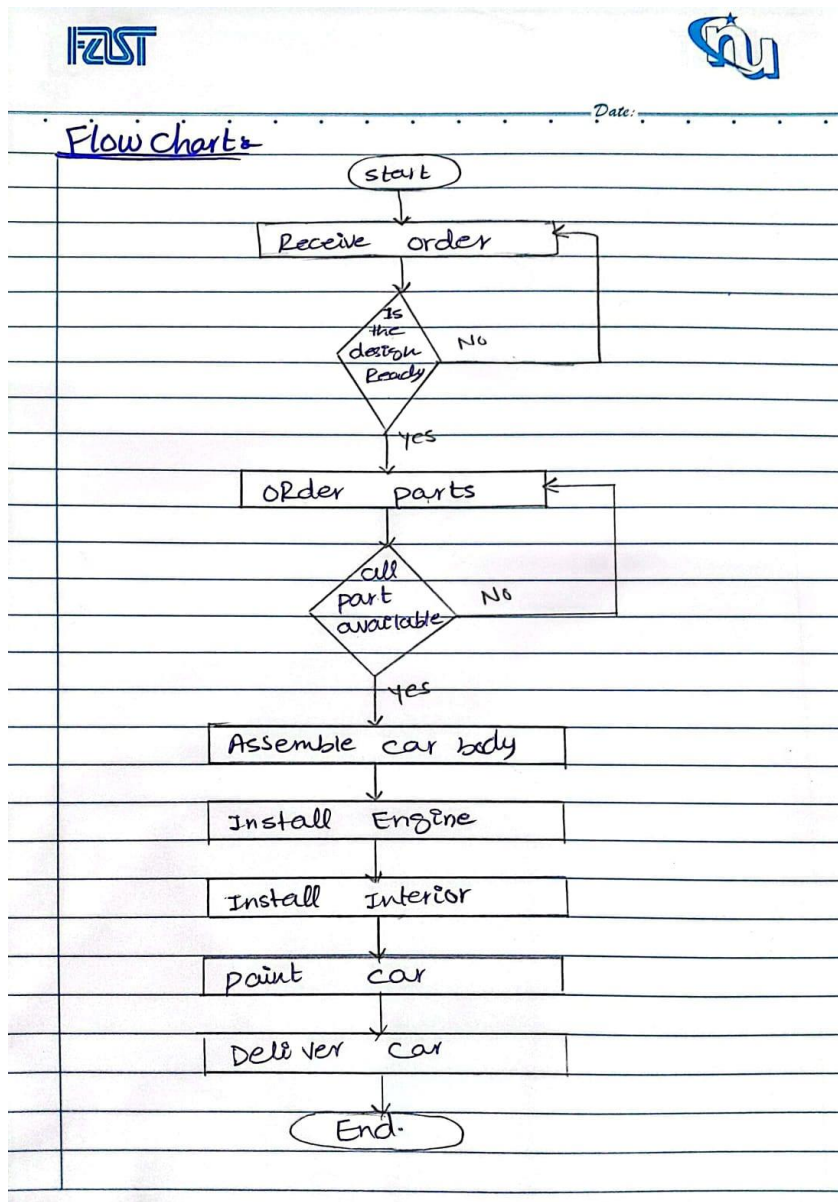 FAST
nu
Date:
Flow Chart:
start
Receive order
Is
the
design
Ready
No
yes
ORder parts
all
part
available
No
yes
Assemble car body
Install Engine
Install Interior
paint car
Deliver car
End.